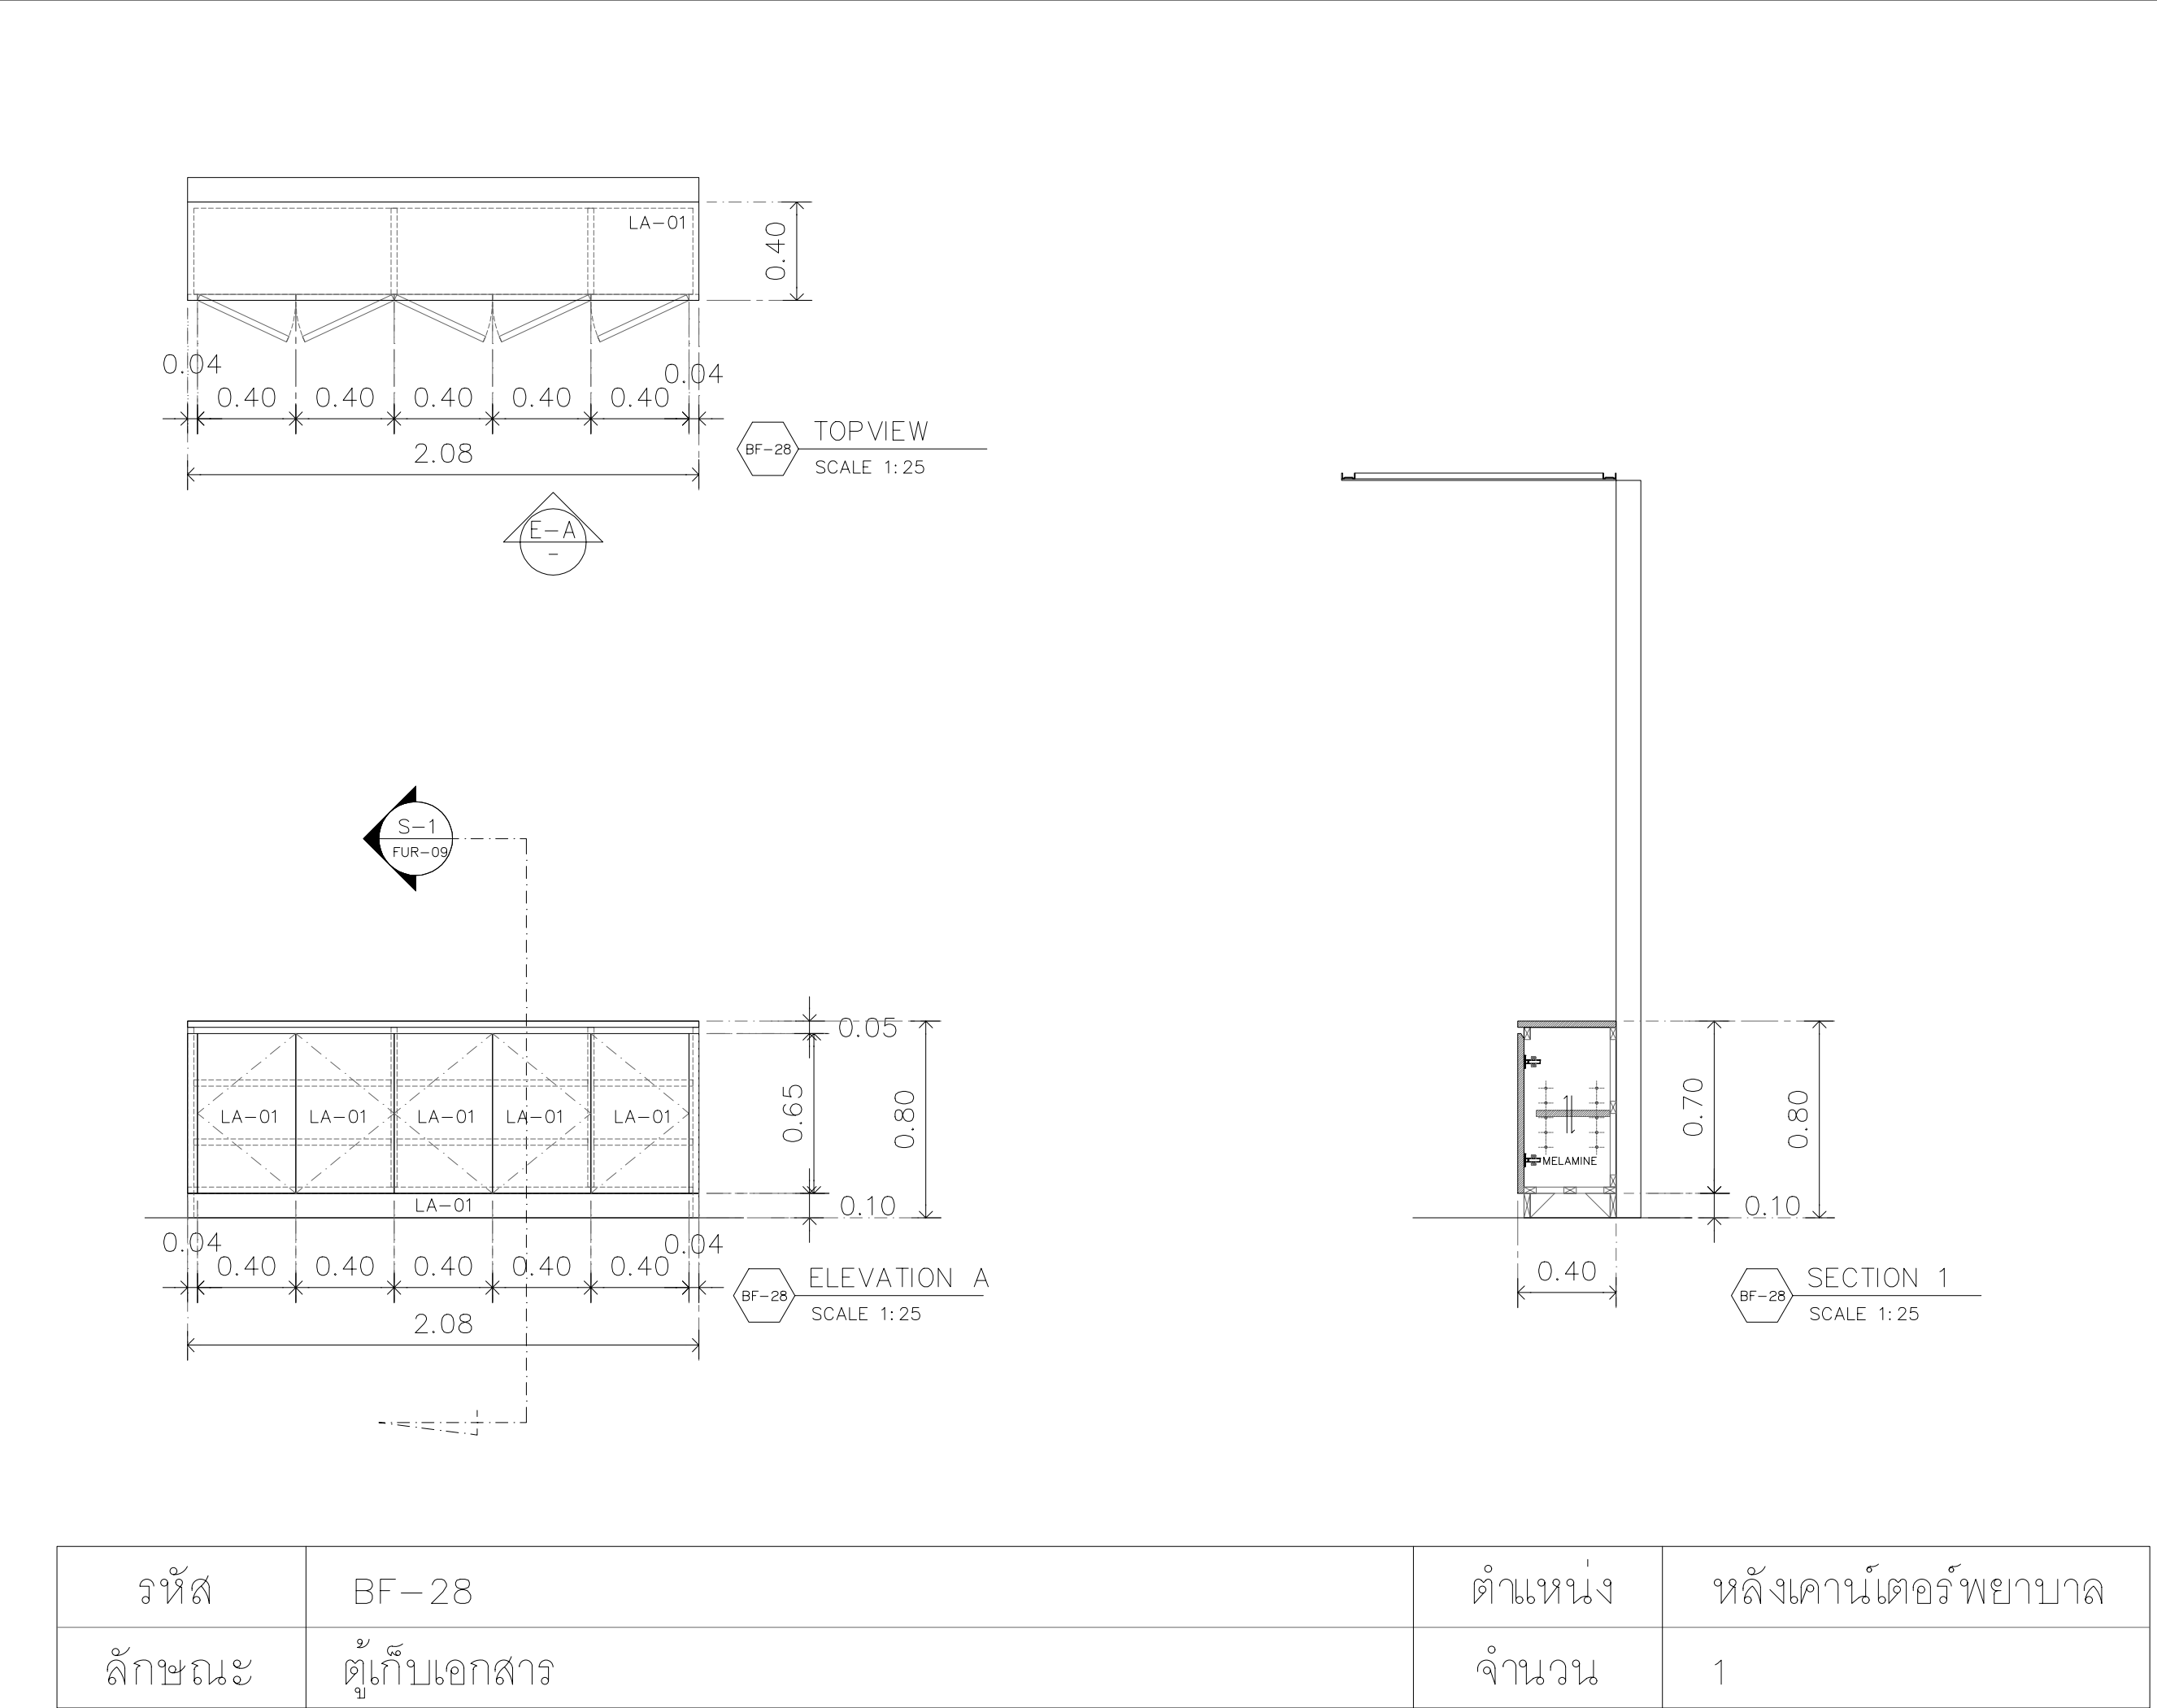 LA-01
0.40
0.04
0.04
0.40 0.40 0.40 0.40 0.40
2.08
BF-28
TOPVIEW
SCALE 1:25
E-A
-
S-1
FUR-09
0.05
0.65
0.80
LA-01 LA-01 LA-01 LA-01 LA-01
LA-01
0.10
0.04
0.04
0.40 0.40 0.40 0.40 0.40
2.08
BF-28
ELEVATION A
SCALE 1:25
MELAMINE
0.70
0.80
0.10
0.40
BF-28
SECTION 1
SCALE 1:25
รหัส BF-28 ตำแหน่ง หลังเคาน์เตอร์พยาบาล
ลักษณะ ตู้เก็บเอกสาร จำนวน 1